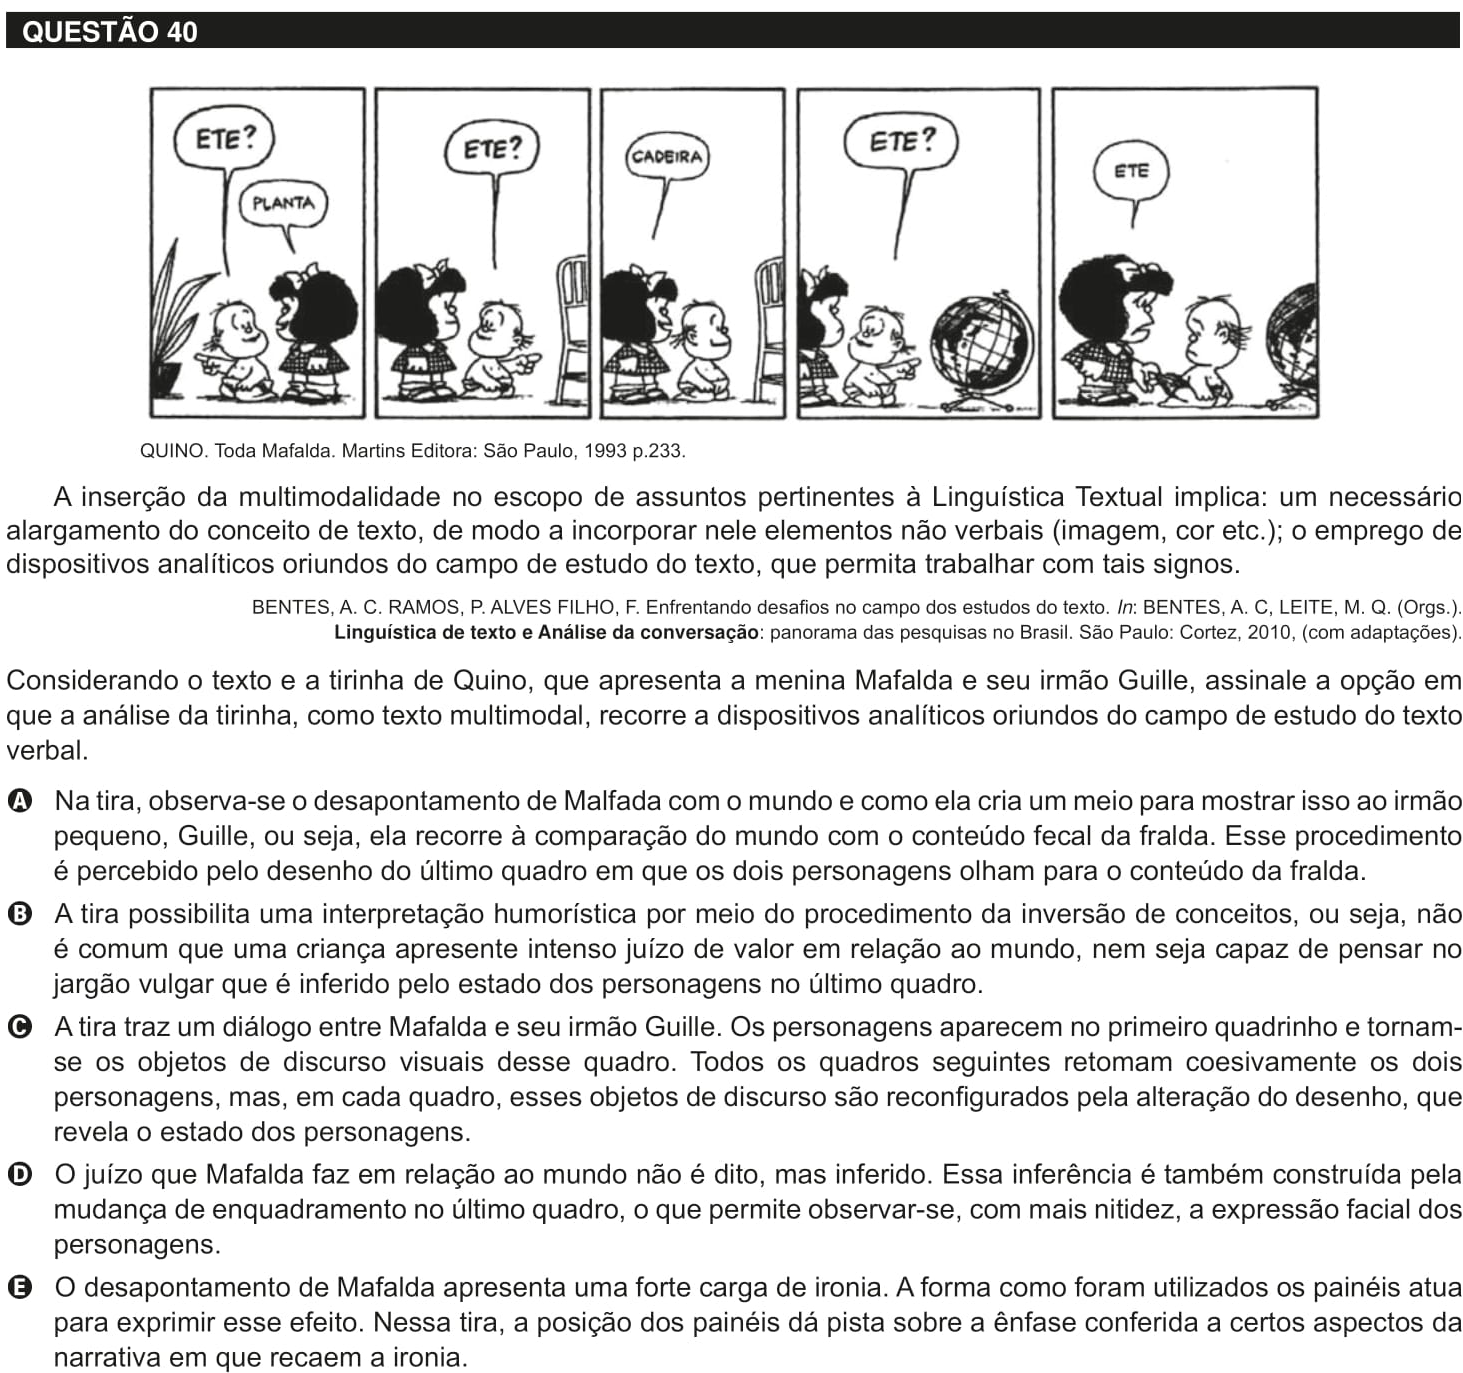 QUESTÃO 40
ETE?
PLANTA
ETE?
CADEIRA
ETE?
ETE
QUINO. Toda Mafalda. Martins Editora: São Paulo, 1993 p.233.
A inserção da multimodalidade no escopo de assuntos pertinentes à Linguística Textual implica: um necessário
alargamento do conceito de texto, de modo a incorporar nele elementos não verbais (imagem, cor etc.); o emprego de
dispositivos analíticos oriundos do campo de estudo do texto, que permita trabalhar com tais signos.
BENTES, A. C. RAMOS, P. ALVES FILHO, F. Enfrentando desafios no campo dos estudos do texto. In: BENTES, A. C, LEITE, M. Q. (Orgs.).
Linguística de texto e Análise da conversação: panorama das pesquisas no Brasil. São Paulo: Cortez, 2010, (com adaptações).
Considerando o texto e a tirinha de Quino, que apresenta a menina Mafalda e seu irmão Guille, assinale a opção em
que a análise da tirinha, como texto multimodal, recorre a dispositivos analíticos oriundos do campo de estudo do texto
verbal.
A Na tira, observa-se o desapontamento de Malfada com o mundo e como ela cria um meio para mostrar isso ao irmão
pequeno, Guille, ou seja, ela recorre à comparação do mundo com o conteúdo fecal da fralda. Esse procedimento
é percebido pelo desenho do último quadro em que os dois personagens olham para o conteúdo da fralda.
B A tira possibilita uma interpretação humorística por meio do procedimento da inversão de conceitos, ou seja, não
é comum que uma criança apresente intenso juízo de valor em relação ao mundo, nem seja capaz de pensar no
jargão vulgar que é inferido pelo estado dos personagens no último quadro.
C A tira traz um diálogo entre Mafalda e seu irmão Guille. Os personagens aparecem no primeiro quadrinho e tornam-
se os objetos de discurso visuais desse quadro. Todos os quadros seguintes retomam coesivamente os dois
personagens, mas, em cada quadro, esses objetos de discurso são reconfigurados pela alteração do desenho, que
revela o estado dos personagens.
D O juízo que Mafalda faz em relação ao mundo não é dito, mas inferido. Essa inferência é também construída pela
mudança de enquadramento no último quadro, o que permite observar-se, com mais nitidez, a expressão facial dos
personagens.
E O desapontamento de Mafalda apresenta uma forte carga de ironia. A forma como foram utilizados os painéis atua
para exprimir esse efeito. Nessa tira, a posição dos painéis dá pista sobre a ênfase conferida a certos aspectos da
narrativa em que recaem a ironia.